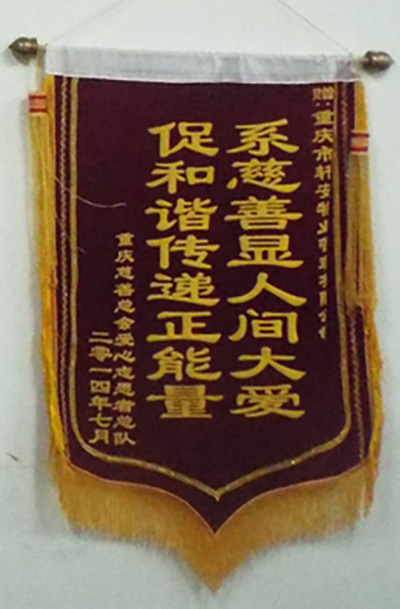 赠：重庆市
系慈善显人间大爱
促和谐传递正能量
重庆慈善总会爱心志愿者总队
二零一四年七月